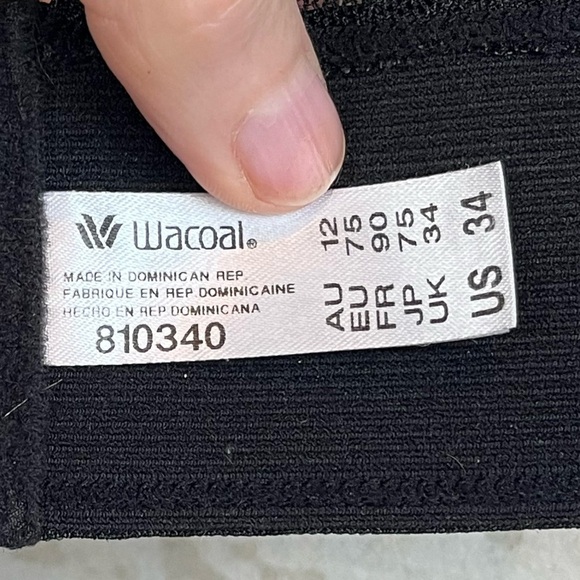 Wacoal®
MADE IN DOMINICAN REP.
FABRIQUE EN REP. DOMINICAINE
HECHO EN REP. DOMINICANA
810340
AU 12
EU 75
FR 90
JP 75
UK 34
US 34